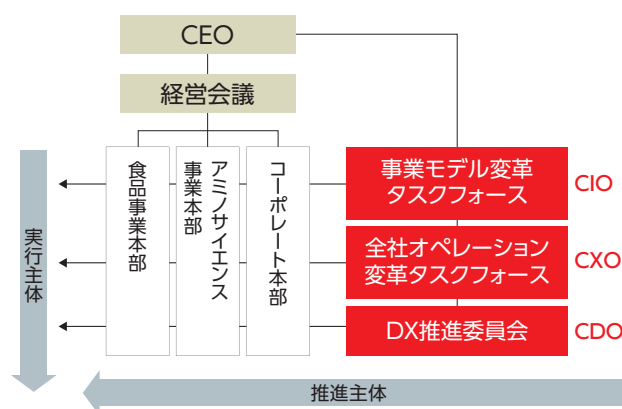 CEO
経営会議
食品事業本部
アミノサイエンス
事業本部
コーポレート本部
事業モデル変革
タスクフォース
CIO
全社オペレーション
変革タスクフォース
CXO
DX推進委員会
CDO
実行主体
推進主体